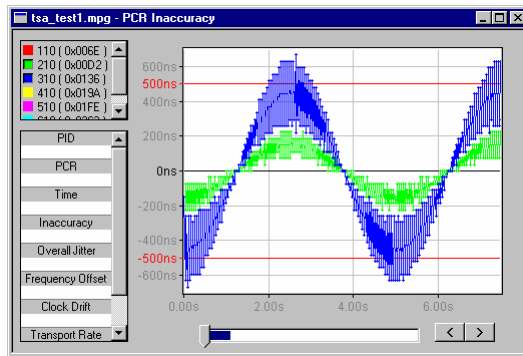 tsa_test1.mpg - PCR Inaccuracy
110 ( 0x006E )
210 ( 0x00D2 )
310 ( 0x0136 )
410 ( 0x019A )
510 ( 0x01FE )
PID
PCR
Time
Inaccuracy
Overall Jitter
Frequency Offset
Clock Drift
Transport Rate
600ns
500ns
400ns
200ns
0ns
-200ns
-400ns
-500ns
-600ns
0.00s 2.00s 4.00s 6.00s
< >